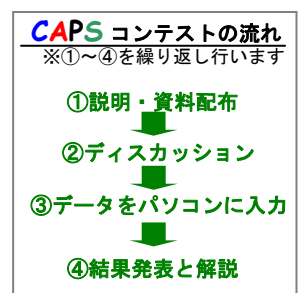 CAPS コンテストの流れ
※①～④を繰り返し行います
①説明・資料配布
②ディスカッション
③データをパソコンに入力
④結果発表と解説